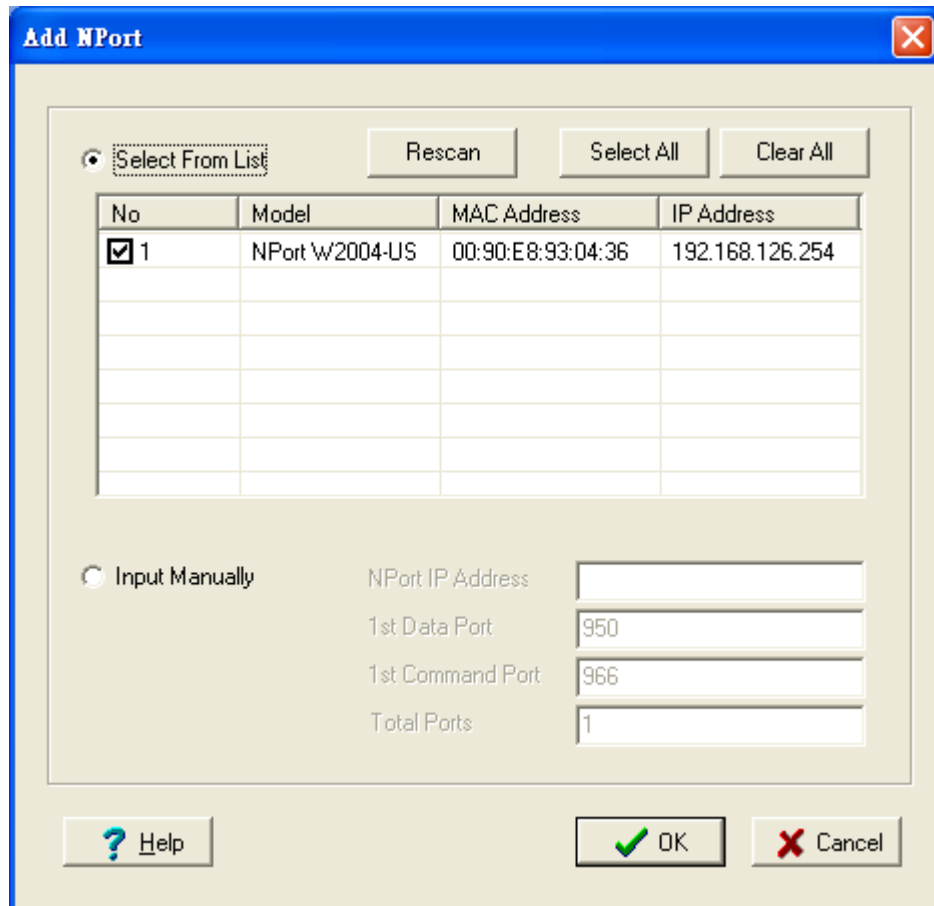 Add NPort
Select From List Rescan Select All Clear All
No Model MAC Address IP Address
1 NPort W2004-US 00:90:E8:93:04:36 192.168.126.254
Input Manually NPort IP Address
1st Data Port 950
1st Command Port 966
Total Ports 1
? Help OK Cancel